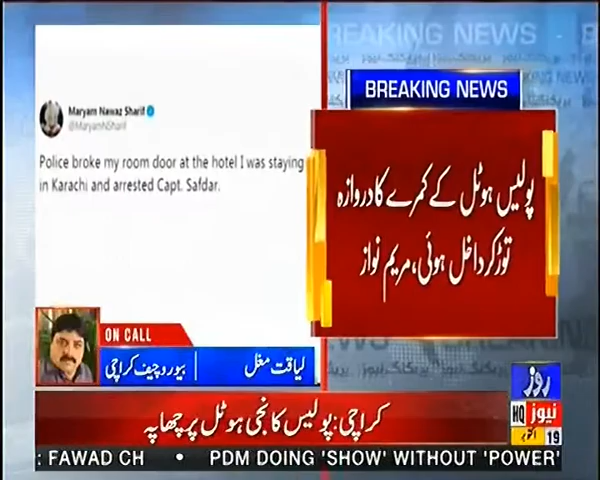 BREAKING NEWS
BREAKING NEWS
Maryam Nawaz Sharif
@MaryamNSharif
Police broke my room door at the hotel I was staying
in Karachi and arrested Capt. Safdar.
پولیس ہوٹل کے کمرے کا دروازہ
توڑ کر داخل ہوئی، مریم نواز
ON CALL
لیاقت مغل
بیورو چیف کراچی
روز
HQ نیوز
19 اکتوبر
کراچی: پولیس کا نجی ہوٹل پر چھاپہ
: FAWAD CH • PDM DOING 'SHOW' WITHOUT 'POWER'